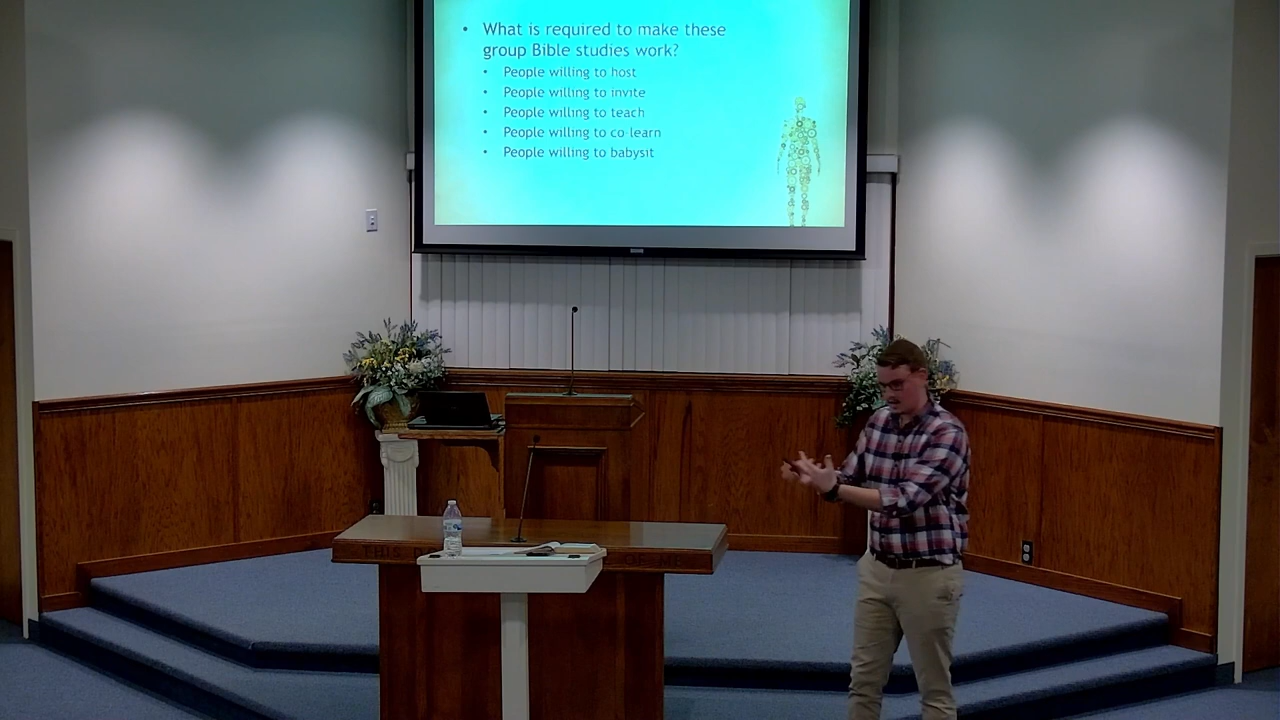 • What is required to make these
group Bible studies work?
• People willing to host
• People willing to invite
• People willing to teach
• People willing to co-learn
• People willing to babysit
THIS D